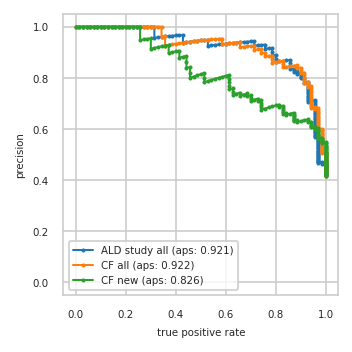 1.0
0.8
0.6
0.4
0.2
0.0
precision
ALD study all (aps: 0.921)
CF all (aps: 0.922)
CF new (aps: 0.826)
0.0 0.2 0.4 0.6 0.8 1.0
true positive rate